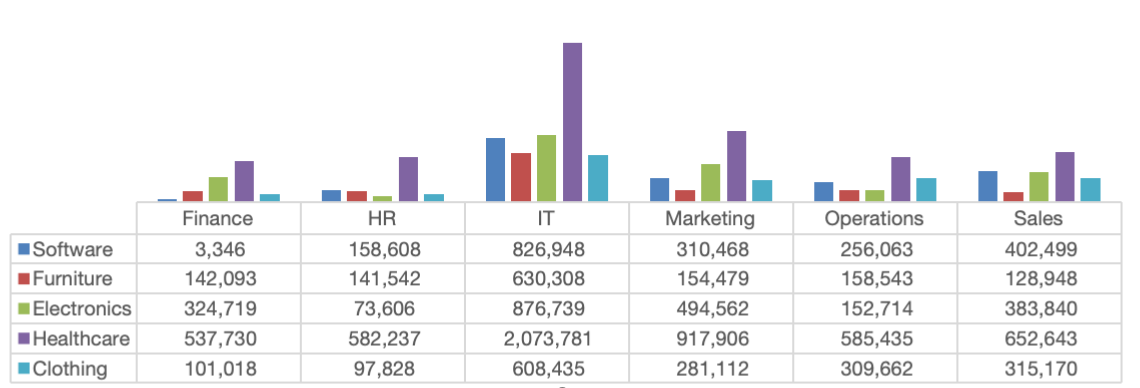 Finance HR IT Marketing Operations Sales
Software 3,346 158,608 826,948 310,468 256,063 402,499
Furniture 142,093 141,542 630,308 154,479 158,543 128,948
Electronics 324,719 73,606 876,739 494,562 152,714 383,840
Healthcare 537,730 582,237 2,073,781 917,906 585,435 652,643
Clothing 101,018 97,828 608,435 281,112 309,662 315,170